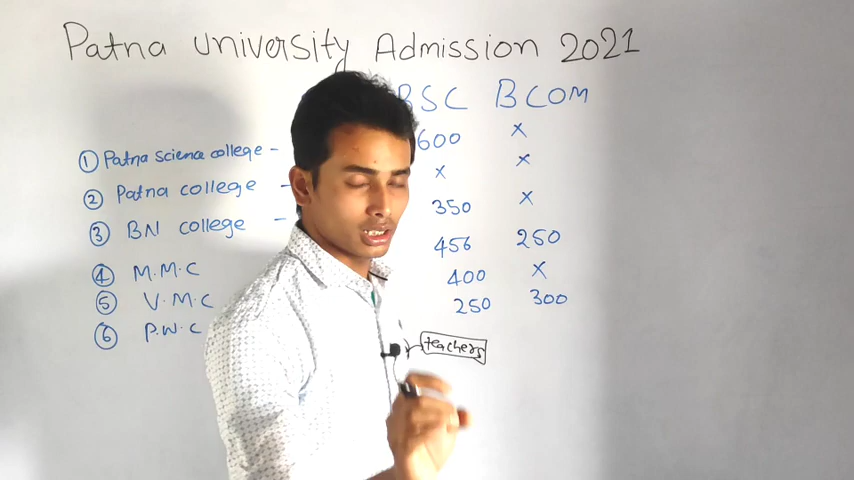 Patna University Admission 2021
BSC BCOM
① Patna Science college - 600 ×
② Patna college - × ×
③ BN college - 350 ×
④ M.M.C 456 250
⑤ V.M.C 400 ×
⑥ P.W.C 250 300
teachers